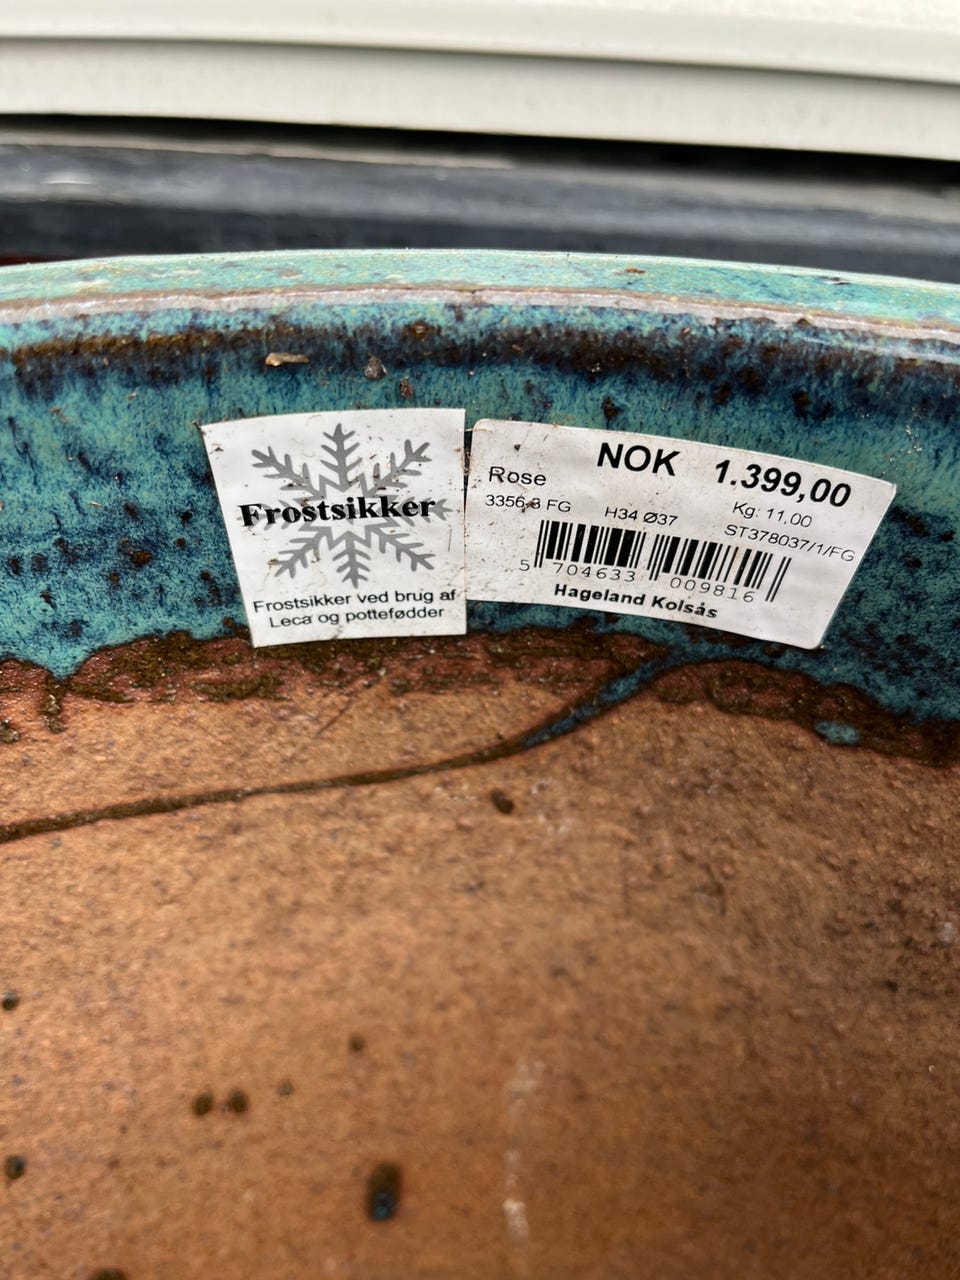 Frostsikker
Frostsikker ved brug af
Leca og pottefødder
NOK 1.399,00
Rose
Kg: 11,00
3356-3 FG H34 Ø37 ST378037/1/FG
5 704633 009816
Hageland Kolsås